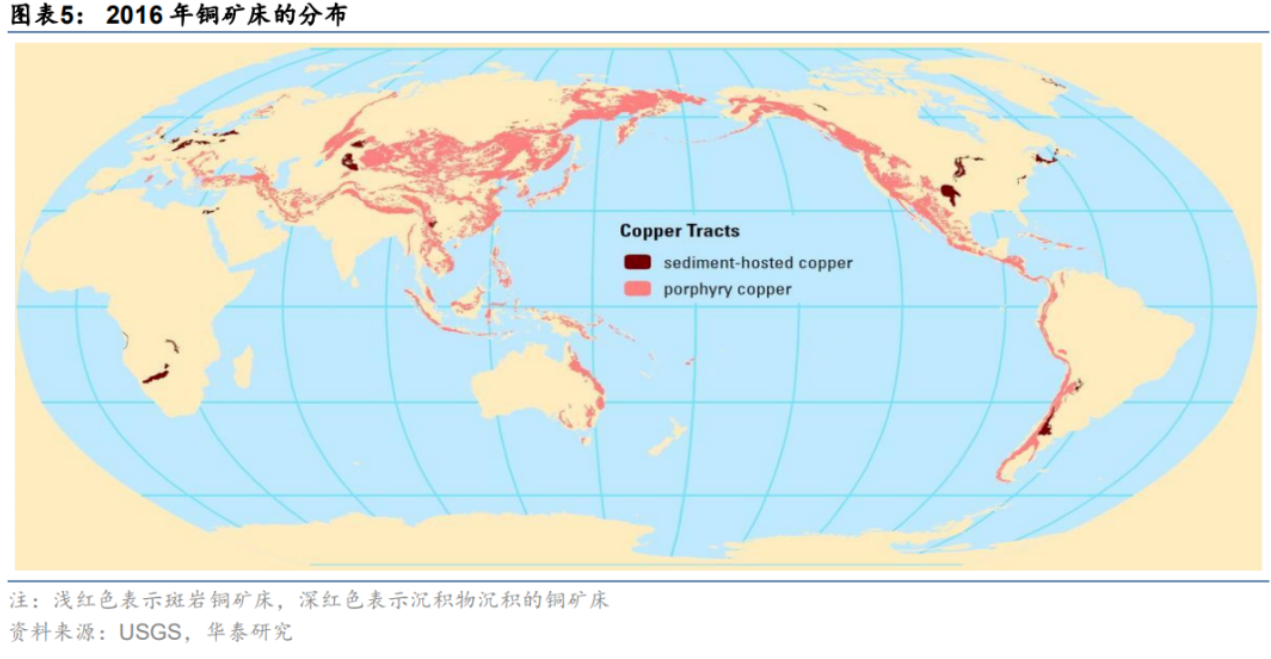 图表5： 2016 年铜矿床的分布
Copper Tracts
sediment-hosted copper
porphyry copper
注：浅红色表示斑岩铜矿床，深红色表示沉积物沉积的铜矿床
资料来源：USGS，华泰研究